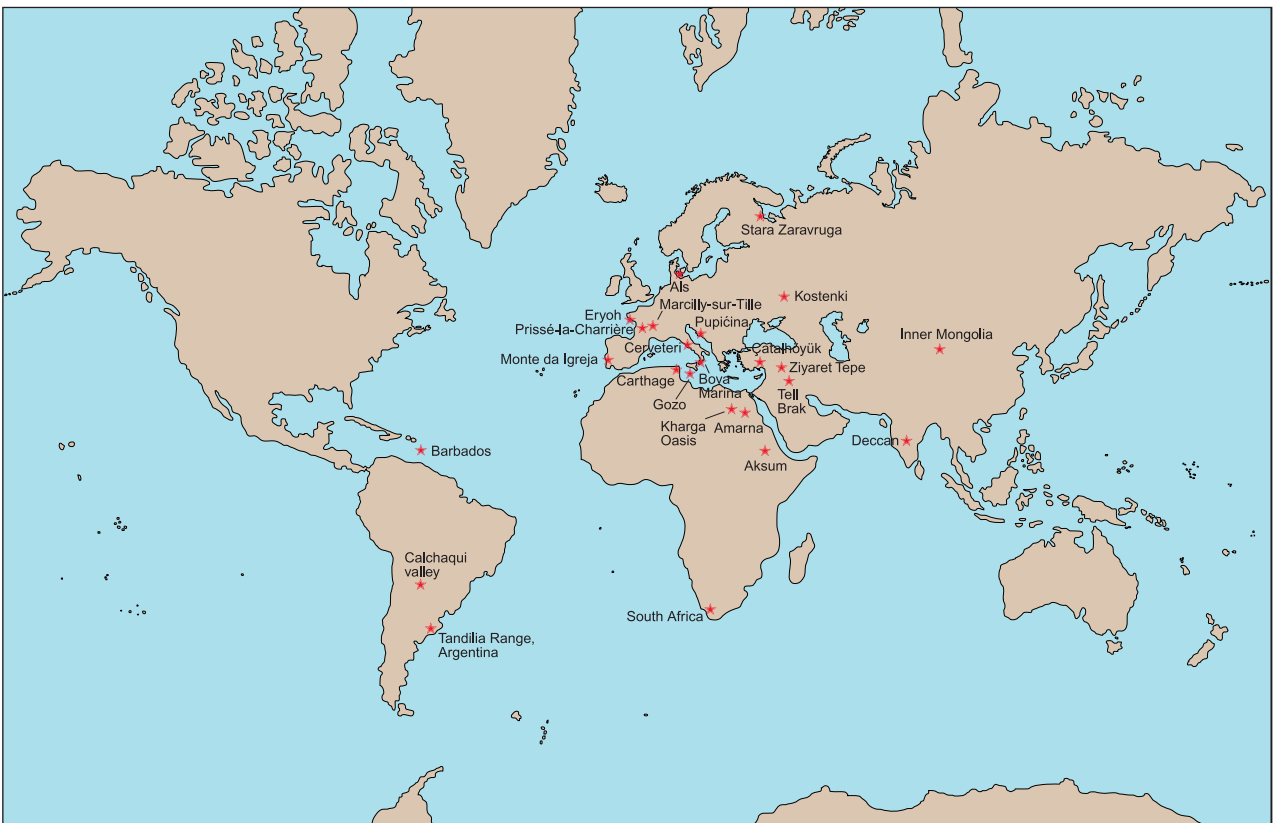 Stara Zaravruga
Als
Kostenki
Marcilly-sur-Tille
Eryoh
Prissé-la-Charrière
Pupićina
Inner Mongolia
Cerveteri
Çatalhöyük
Monte da Igreja
Ziyaret Tepe
Carthage
Bova
Marina
Tell
Brak
Gozo
Kharga
Oasis
Amarna
Deccan
Barbados
Aksum
Calchaqui
valley
South Africa
Tandilia Range,
Argentina